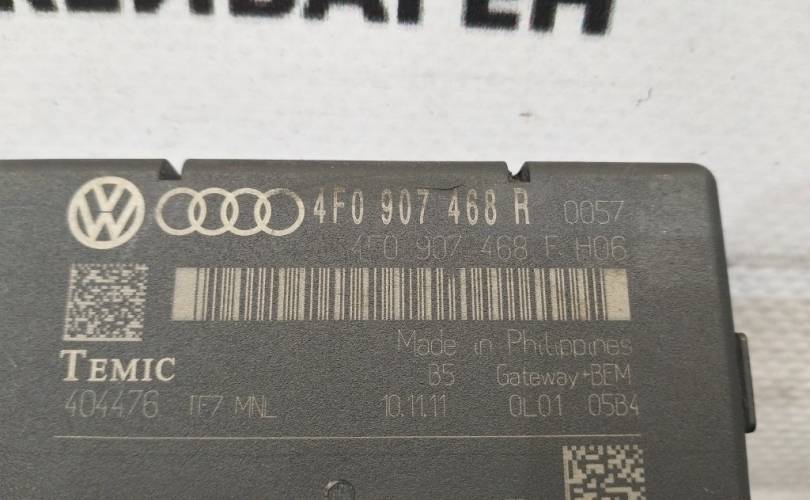 4F0 907 468 R 0057
4F0 907 468 F H06
Made in Philippines
TEMIC B5 Gateway+BEM
404476 TF7 MNL 10.11.11 0L01 05B4